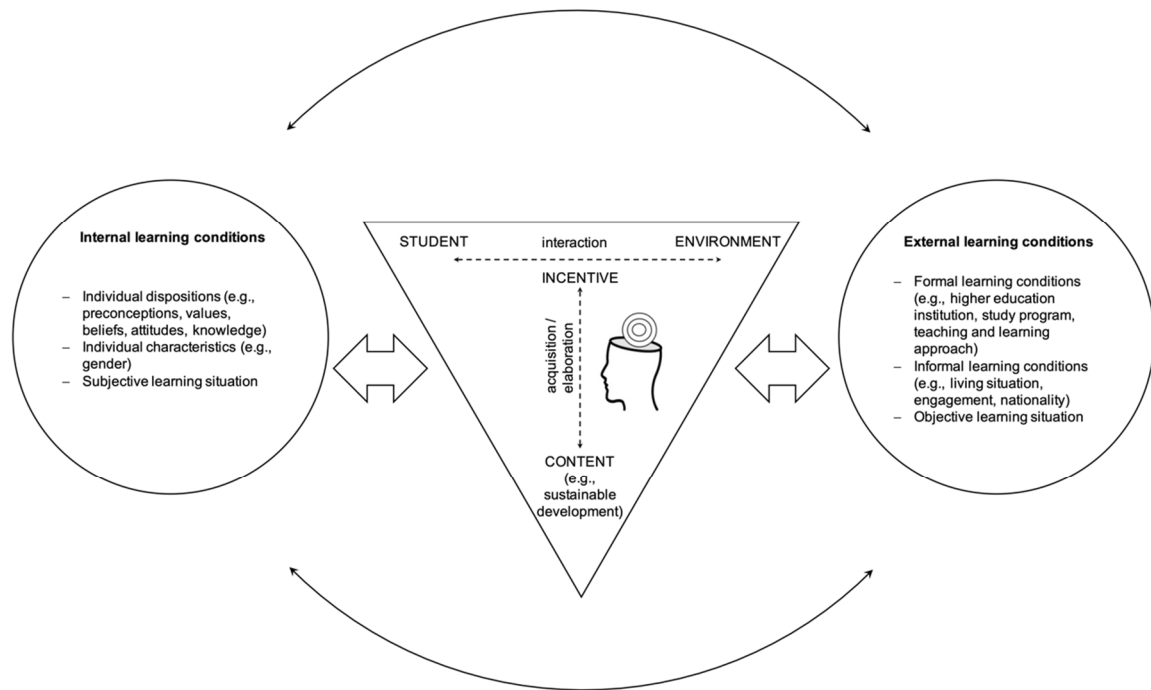 Internal learning conditions
– Individual dispositions (e.g.,
preconceptions, values,
beliefs, attitudes, knowledge)
– Individual characteristics (e.g.,
gender)
– Subjective learning situation
STUDENT interaction ENVIRONMENT
INCENTIVE
acquisition /
elaboration
CONTENT
(e.g.,
sustainable
development)
External learning conditions
– Formal learning conditions
(e.g., higher education
institution, study program,
teaching and learning
approach)
– Informal learning conditions
(e.g., living situation,
engagement, nationality)
– Objective learning situation